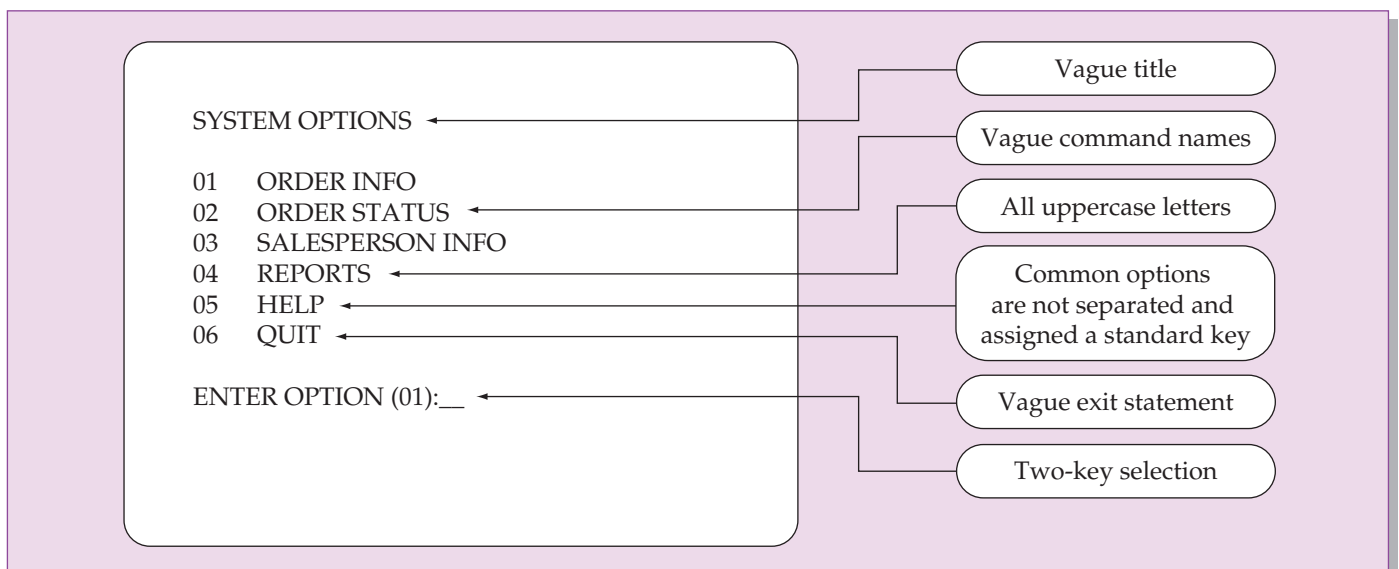 SYSTEM OPTIONS
01 ORDER INFO
02 ORDER STATUS
03 SALESPERSON INFO
04 REPORTS
05 HELP
06 QUIT
ENTER OPTION (01):__
Vague title
Vague command names
All uppercase letters
Common options
are not separated and
assigned a standard key
Vague exit statement
Two-key selection